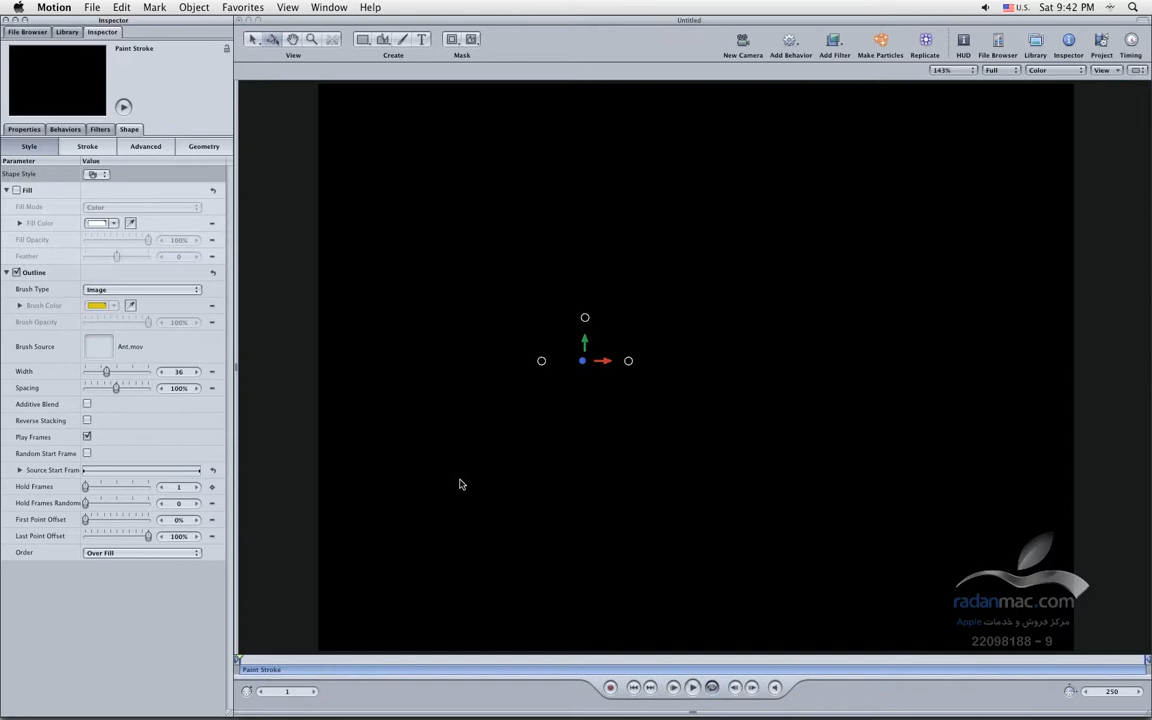 Motion File Edit Mark Object Favorites View Window Help U.S. Sat 9:42 PM
Inspector Untitled
File Browser Library Inspector
Paint Stroke
View Create Mask New Camera Add Behavior Add Filter Make Particles Replicate HUD File Browser Library Inspector Project Timing
143% Full Color View
Properties Behaviors Filters Shape
Style Stroke Advanced Geometry
Parameter Value
Shape Style
Fill
Fill Mode Color
Fill Color
Fill Opacity 100%
Feather 0
Outline
Brush Type Image
Brush Color
Brush Opacity 100%
Brush Source Ant.mov
Width 36
Spacing 100%
Additive Blend
Reverse Stacking
Play Frames
Random Start Frame
Source Start Fram
Hold Frames 1
Hold Frames Random 0
First Point Offset 0%
Last Point Offset 100%
Order Over Fill
radanmac.com
مرکز فروش و خدمات Apple
22098188 - 9
Paint Stroke
1 250